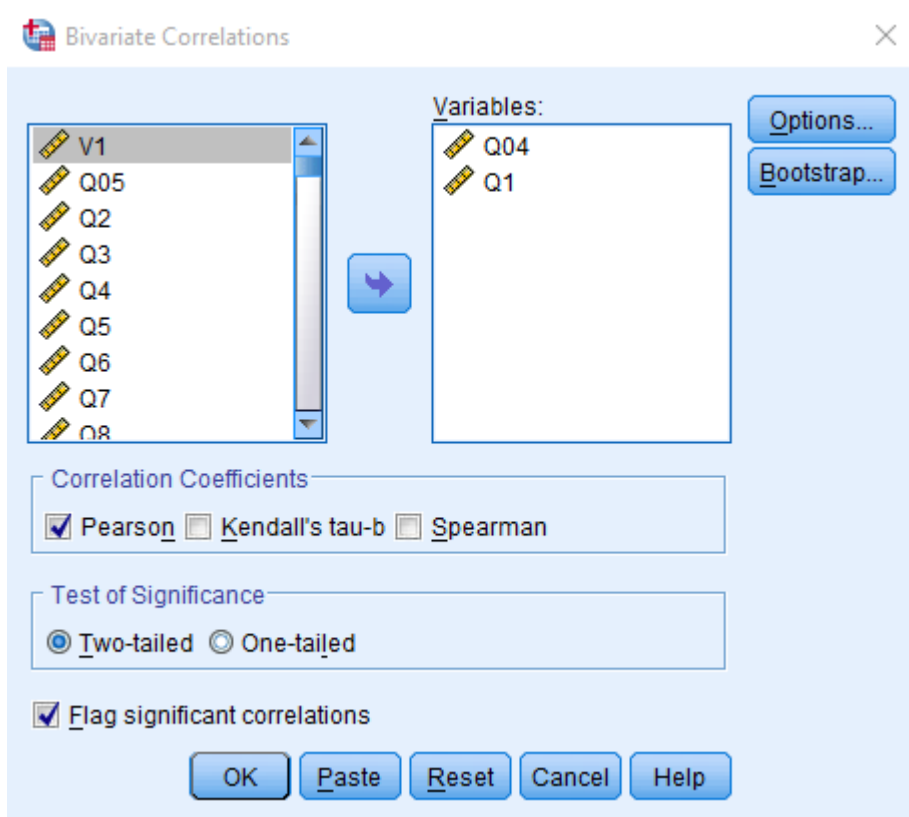 Bivariate Correlations
V1
Q05
Q2
Q3
Q4
Q5
Q6
Q7
Q8
Variables:
Q04
Q1
Options...
Bootstrap...
Correlation Coefficients
Pearson Kendall's tau-b Spearman
Test of Significance
Two-tailed One-tailed
Flag significant correlations
OK Paste Reset Cancel Help